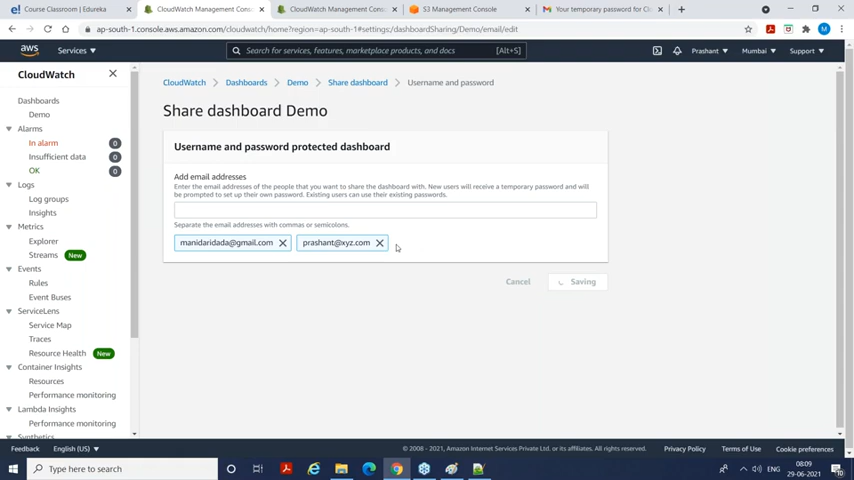 Course Classroom | Edureka
CloudWatch Management Cons
CloudWatch Management Cons
S3 Management Console
Your temporary password for Cl
ap-south-1.console.aws.amazon.com/cloudwatch/home?region=ap-south-1#settings:/dashboardSharing/Demo/email/edit
M
aws
Services
Search for services, features, marketplace products, and docs
[Alt+S]
Prashant
Mumbai
Support
CloudWatch
Dashboards
Demo
Alarms
In alarm 0
Insufficient data 0
OK 0
Logs
Log groups
Insights
Metrics
Explorer
Streams New
Events
Rules
Event Buses
ServiceLens
Service Map
Traces
Resource Health New
Container Insights
Resources
Performance monitoring
Lambda Insights
Performance monitoring
Synthetics
CloudWatch > Dashboards > Demo > Share dashboard > Username and password
Share dashboard Demo
Username and password protected dashboard
Add email addresses
Enter the email addresses of the people that you want to share the dashboard with. New users will receive a temporary password and will
be prompted to set up their own password. Existing users can use their existing passwords.
Separate the email addresses with commas or semicolons.
manidaridada@gmail.com
prashant@xyz.com
Cancel
Saving
Feedback
English (US)
© 2008 - 2021, Amazon Internet Services Private Ltd. or its affiliates. All rights reserved.
Privacy Policy
Terms of Use
Cookie preferences
Type here to search
ENG
08:09
29-06-2021